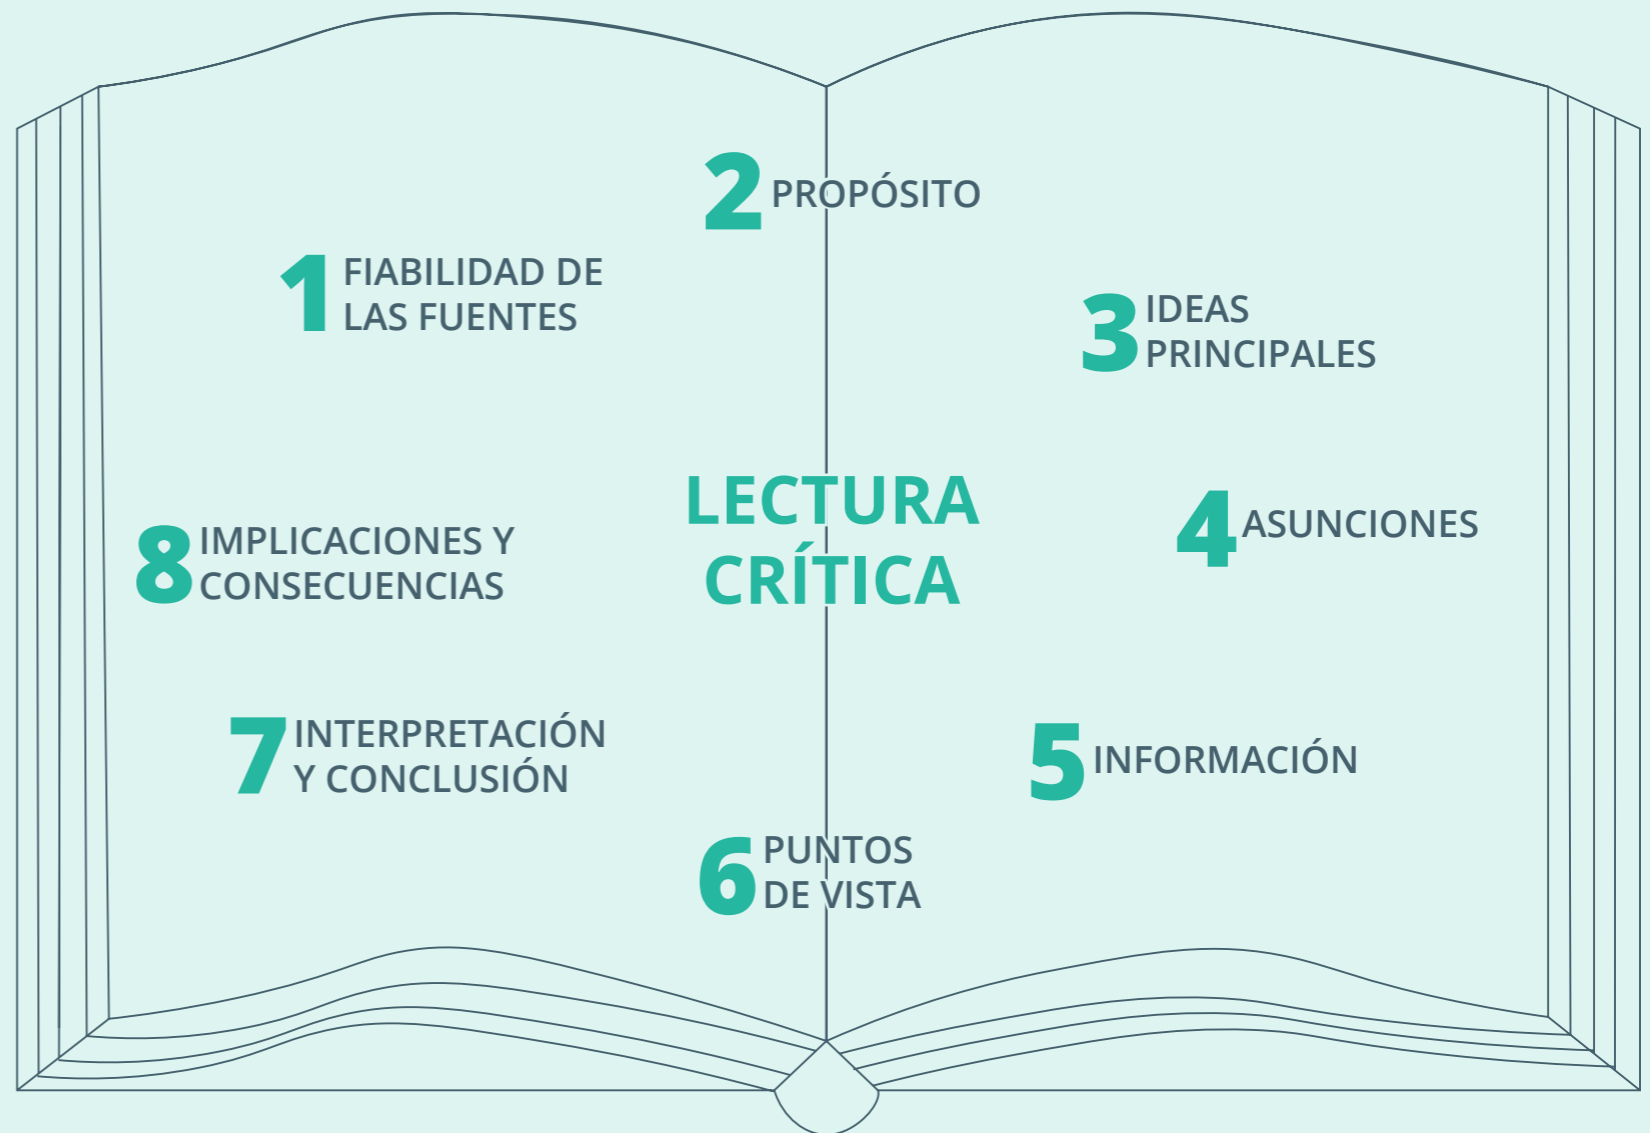 LECTURA
CRÍTICA
1 FIABILIDAD DE
LAS FUENTES
2 PROPÓSITO
3 IDEAS
PRINCIPALES
4 ASUNCIONES
5 INFORMACIÓN
6 PUNTOS
DE VISTA
7 INTERPRETACIÓN
Y CONCLUSIÓN
8 IMPLICACIONES Y
CONSECUENCIAS